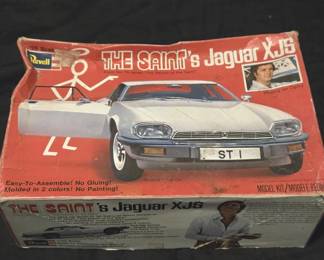 Revell
THE SAINT's Jaguar XJS
ST 1
Easy-To-Assemble! No Gluing!
Molded in 2 colors! No Painting!
MODEL KIT/MODELE
THE SAINT's Jaguar XJS